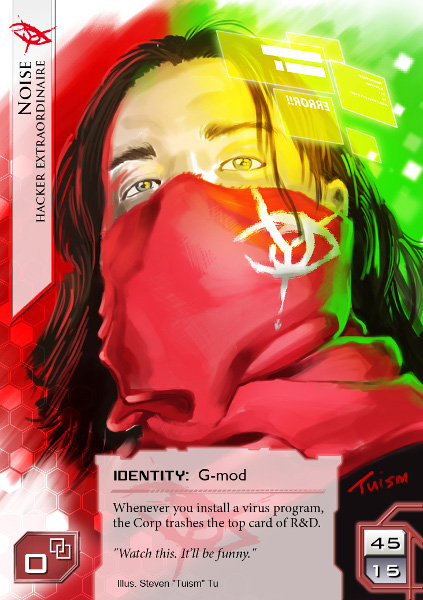 NOISE
HACKER EXTRAORDINAIRE
ERROR!!
Tuism
IDENTITY: G-mod
Whenever you install a virus program,
the Corp trashes the top card of R&D.
"Watch this. It'll be funny."
Illus. Steven "Tuism" Tu
0
45
15